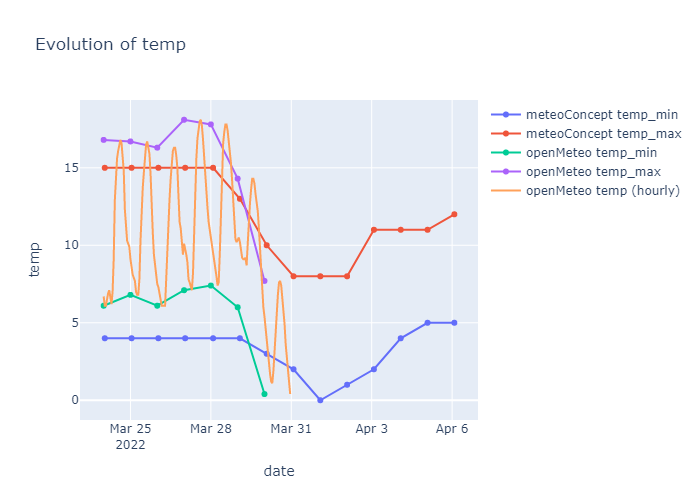 Evolution of temp
meteoConcept temp_min
meteoConcept temp_max
openMeteo temp_min
openMeteo temp_max
openMeteo temp (hourly)
15
10
5
0
temp
Mar 25
2022
Mar 28
Mar 31
Apr 3
Apr 6
date